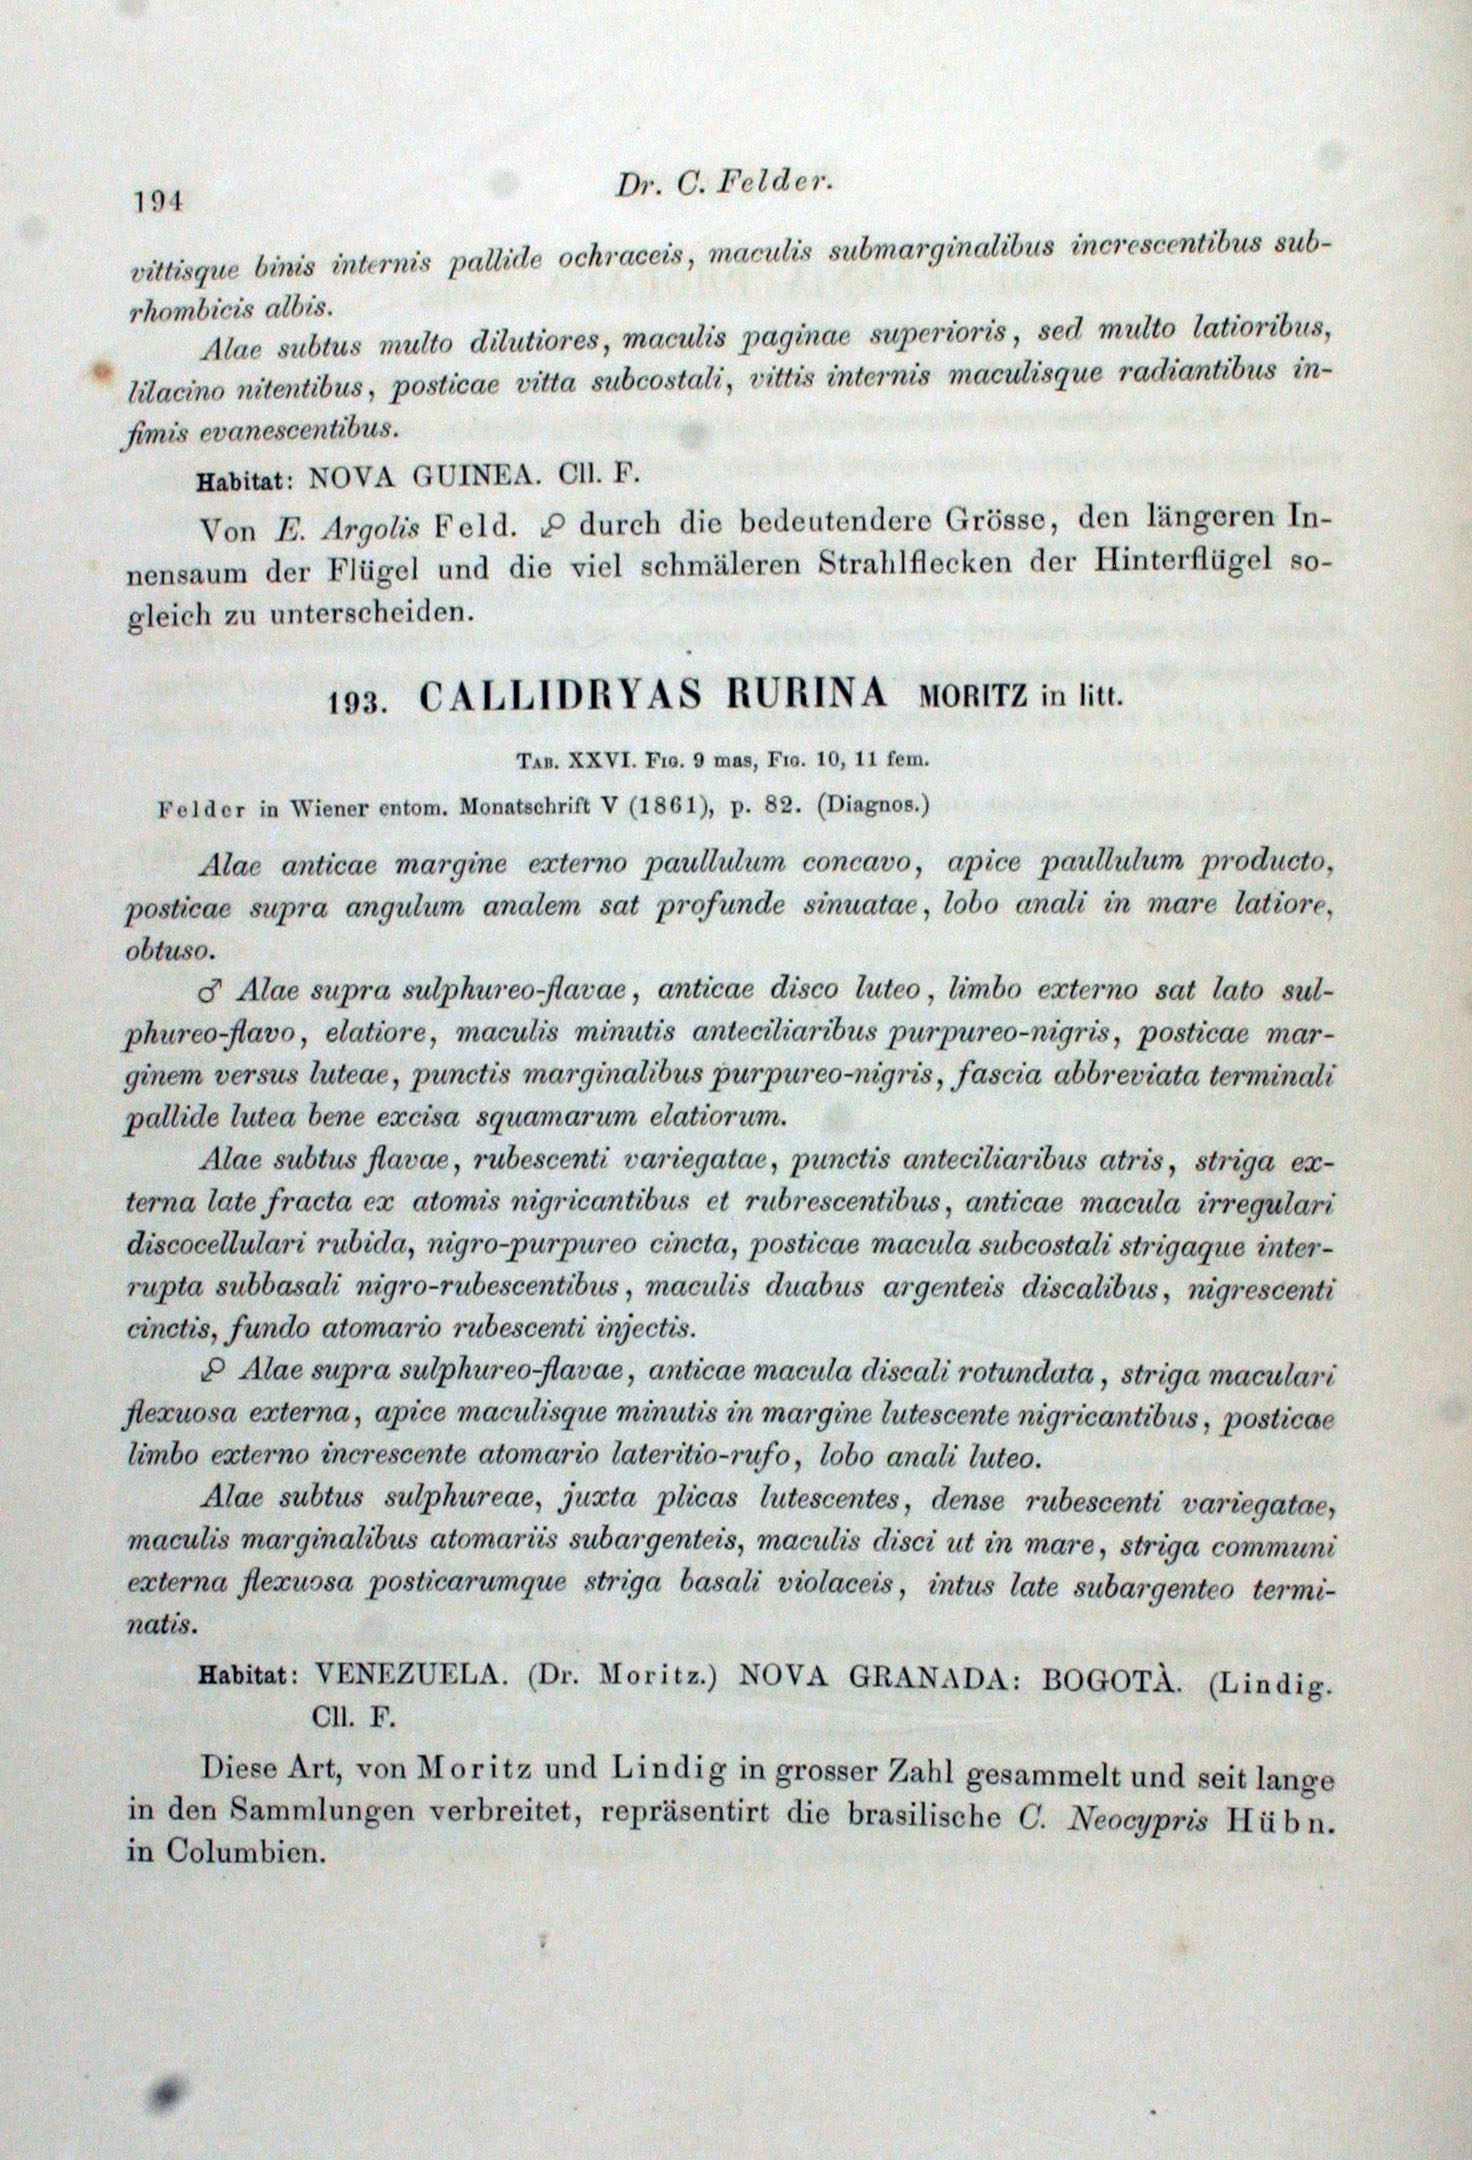 194
Dr. C. Felder.
vittisque binis internis pallide ochraceis, maculis submarginalibus increscentibus sub-
rhombicis albis.
Alae subtus multo dilutiores, maculis paginae superioris, sed multo latioribus,
lilacino nitentibus, posticae vitta subcostali, vittis internis maculisque radiantibus in-
fimis evanescentibus.
Habitat: NOVA GUINEA. Cll. F.
Von E. Argolis Feld. ♀ durch die bedeutendere Grösse, den längeren In-
nensaum der Flügel und die viel schmäleren Strahlflecken der Hinterflügel so-
gleich zu unterscheiden.
193. CALLIDRYAS RURINA MORITZ in litt.
TAB. XXVI. FIG. 9 mas, FIG. 10, 11 fem.
Felder in Wiener entom. Monatschrift V (1861), p. 82. (Diagnos.)
Alae anticae margine externo paullulum concavo, apice paullulum producto,
posticae supra angulum analem sat profunde sinuatae, lobo anali in mare latiore,
obtuso.
♂ Alae supra sulphureo-flavae, anticae disco luteo, limbo externo sat lato sul-
phureo-flavo, elatiore, maculis minutis anteciliaribus purpureo-nigris, posticae mar-
ginem versus luteae, punctis marginalibus purpureo-nigris, fascia abbreviata terminali
pallide lutea bene excisa squamarum elatiorum.
Alae subtus flavae, rubescenti variegatae, punctis anteciliaribus atris, striga ex-
terna late fracta ex atomis nigricantibus et rubrescentibus, anticae macula irregulari
discocellulari rubida, nigro-purpureo cincta, posticae macula subcostali strigaque inter-
rupta subbasali nigro-rubescentibus, maculis duabus argenteis discalibus, nigrescenti
cinctis, fundo atomario rubescenti injectis.
♀ Alae supra sulphureo-flavae, anticae macula discali rotundata, striga maculari
flexuosa externa, apice maculisque minutis in margine lutescente nigricantibus, posticae
limbo externo increscente atomario lateritio-rufo, lobo anali luteo.
Alae subtus sulphureae, juxta plicas lutescentes, dense rubescenti variegatae,
maculis marginalibus atomariis subargenteis, maculis disci ut in mare, striga communi
externa flexuosa posticarumque striga basali violaceis, intus late subargenteo termi-
natis.
Habitat: VENEZUELA. (Dr. Moritz.) NOVA GRANADA: BOGOTÀ. (Lindig.
Cll. F.
Diese Art, von Moritz und Lindig in grosser Zahl gesammelt und seit lange
in den Sammlungen verbreitet, repräsentirt die brasilische C. Neocypris Hübn.
in Columbien.